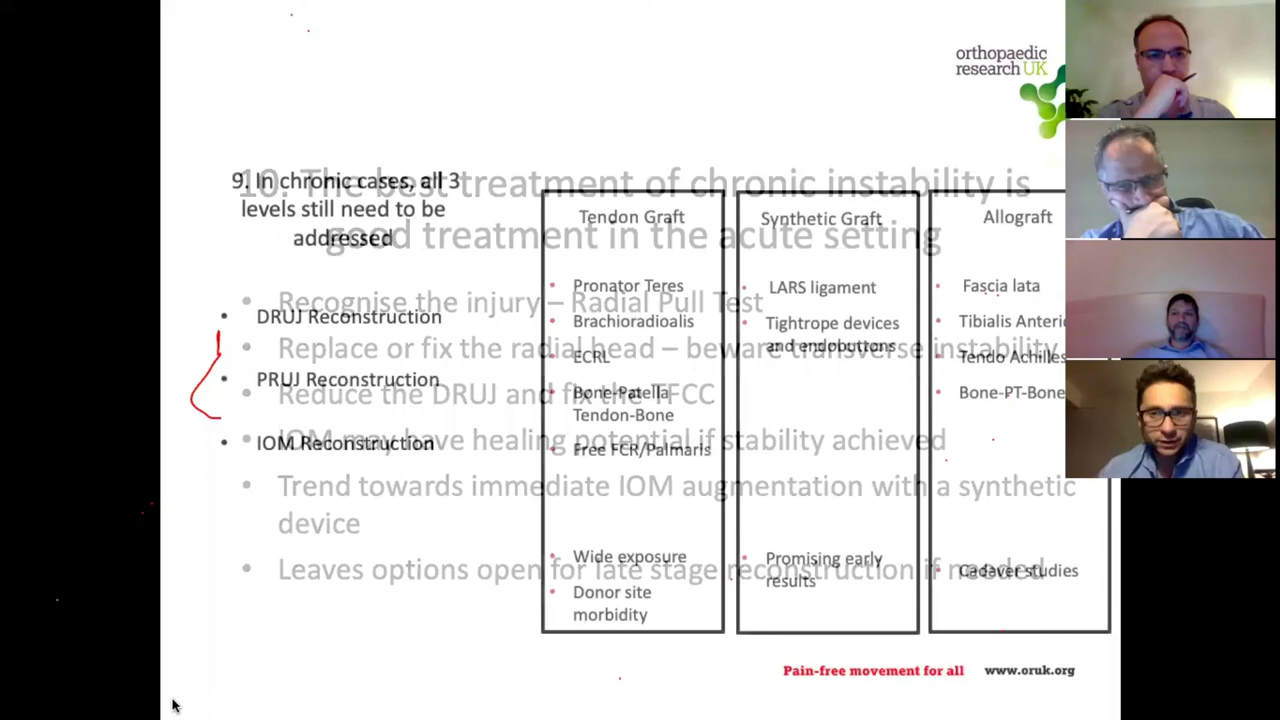 orthopaedic
research UK
9. In chronic cases, all 3
levels still need to be
addressed
DRUJ Reconstruction
PRUJ Reconstruction
IOM Reconstruction
Tendon Graft
Pronator Teres
Brachioradioalis
ECRL
Bone-Patella-
Tendon-Bone
Free FCR/Palmaris
Wide exposure
Donor site
morbidity
Synthetic Graft
LARS ligament
Tightrope devices
and endobuttons
Promising early
results
Allograft
Fascia lata
Tibialis Anteri
Tendo Achilles
Bone-PT-Bone
Cadaver studies
10. The best treatment of chronic instability is
good treatment in the acute setting
Recognise the injury – Radial Pull Test
Replace or fix the radial head – beware transverse instability
Reduce the DRUJ and fix the TFCC
IOM may have healing potential if stability achieved
Trend towards immediate IOM augmentation with a synthetic
device
Leaves options open for late stage reconstruction if needed
Pain-free movement for all www.oruk.org